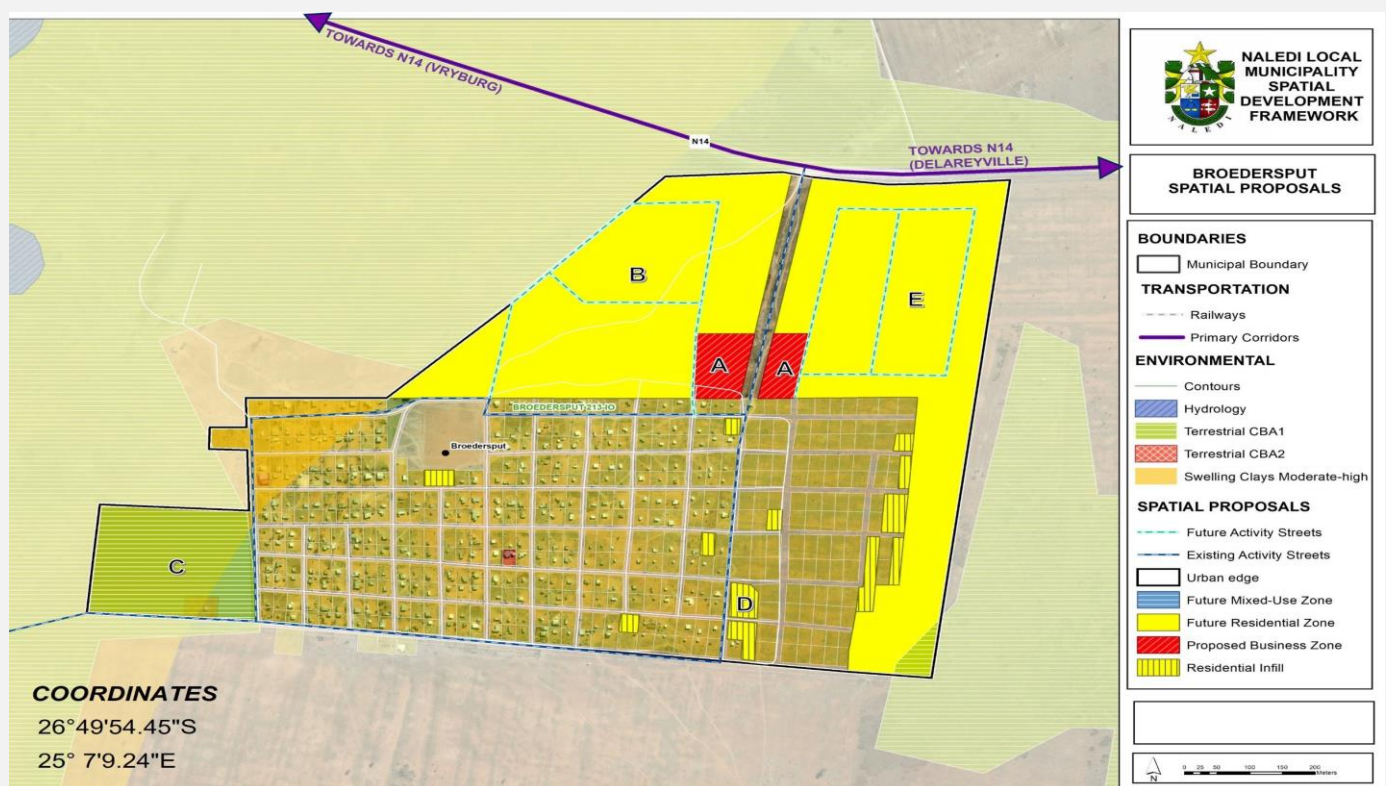 TOWARDS N14
(VRYBURG)
N14
TOWARDS N14
(DELAREYVILLE)
B
E
A
A
BROEDERSPUT 213-IO
Broedersput
C
D
COORDINATES
26°49'54.45"S
25° 7'9.24"E
NALEDI
NALEDI LOCAL
MUNICIPALITY
SPATIAL
DEVELOPMENT
FRAMEWORK
BROEDERSPUT
SPATIAL PROPOSALS
BOUNDARIES
Municipal Boundary
TRANSPORTATION
Railways
Primary Corridors
ENVIRONMENTAL
Contours
Hydrology
Terrestrial CBA1
Terrestrial CBA2
Swelling Clays Moderate-high
SPATIAL PROPOSALS
Future Activity Streets
Existing Activity Streets
Urban edge
Future Mixed-Use Zone
Future Residential Zone
Proposed Business Zone
Residential Infill
N
0 25 50 100 150 200
Meters